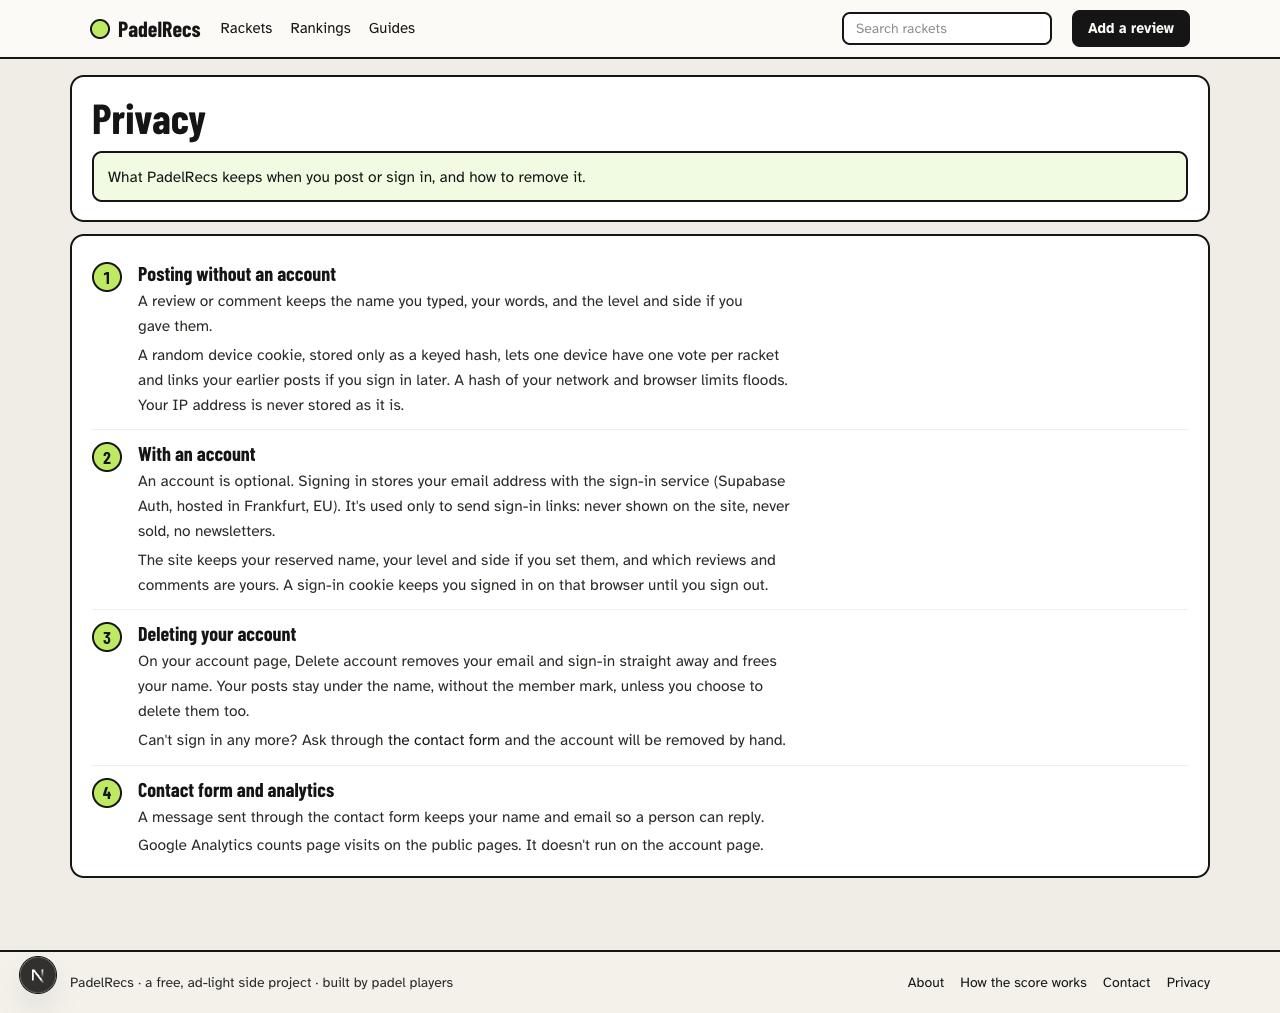 PadelRecs
Rackets
Rankings
Guides
Search rackets
Add a review
Privacy
What PadelRecs keeps when you post or sign in, and how to remove it.
1
Posting without an account
A review or comment keeps the name you typed, your words, and the level and side if you
gave them.
A random device cookie, stored only as a keyed hash, lets one device have one vote per racket
and links your earlier posts if you sign in later. A hash of your network and browser limits floods.
Your IP address is never stored as it is.
2
With an account
An account is optional. Signing in stores your email address with the sign-in service (Supabase
Auth, hosted in Frankfurt, EU). It's used only to send sign-in links: never shown on the site, never
sold, no newsletters.
The site keeps your reserved name, your level and side if you set them, and which reviews and
comments are yours. A sign-in cookie keeps you signed in on that browser until you sign out.
3
Deleting your account
On your account page, Delete account removes your email and sign-in straight away and frees
your name. Your posts stay under the name, without the member mark, unless you choose to
delete them too.
Can't sign in any more? Ask through the contact form and the account will be removed by hand.
4
Contact form and analytics
A message sent through the contact form keeps your name and email so a person can reply.
Google Analytics counts page visits on the public pages. It doesn't run on the account page.
N
PadelRecs · a free, ad-light side project · built by padel players
About
How the score works
Contact
Privacy